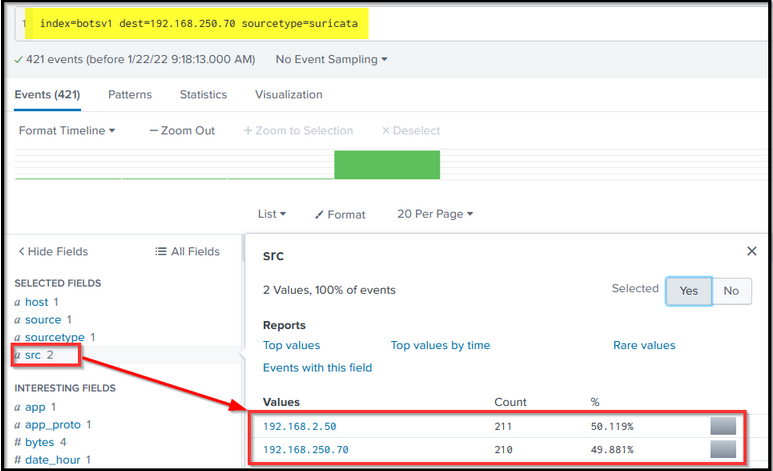 1 index=botsv1 dest=192.168.250.70 sourcetype=suricata
✓ 421 events (before 1/22/22 9:18:13.000 AM) No Event Sampling ▾
Events (421) Patterns Statistics Visualization
Format Timeline ▾ — Zoom Out + Zoom to Selection × Deselect
List ▾ Format 20 Per Page ▾
< Hide Fields All Fields
SELECTED FIELDS
a host 1
a source 1
a sourcetype 1
a src 2
INTERESTING FIELDS
a app 1
a app_proto 1
# bytes 4
# date_hour 1
src ×
2 Values, 100% of events Selected Yes No
Reports
Top values Top values by time Rare values
Events with this field
Values Count %
192.168.2.50 211 50.119%
192.168.250.70 210 49.881%